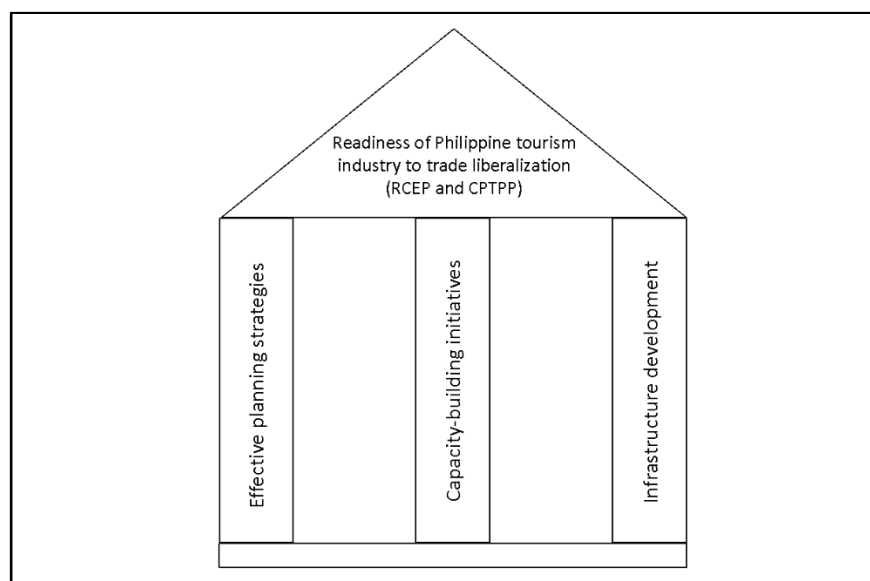 Readiness of Philippine tourism
industry to trade liberalization
(RCEP and CPTPP)
Effective planning strategies
Capacity-building initiatives
Infrastructure development